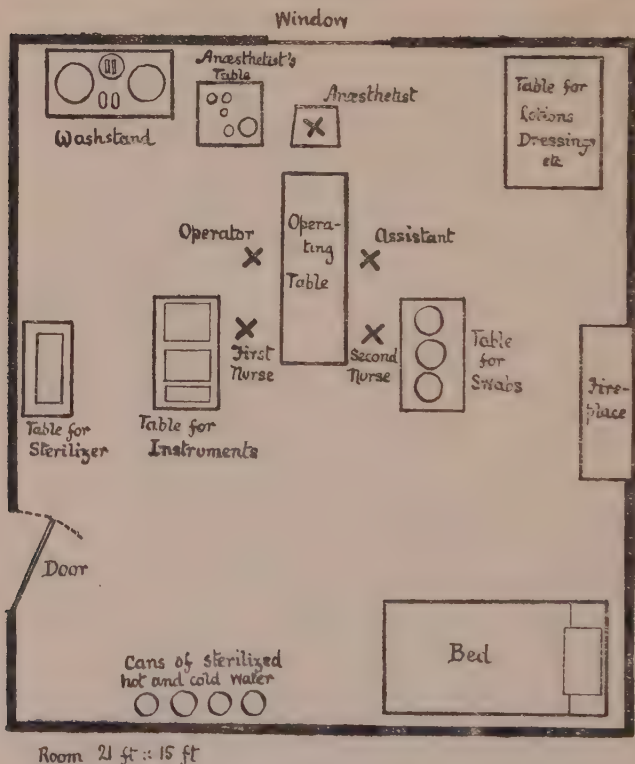 Window
Anæsthetist's
Table
Anæsthetist
Washstand
Table for
Lotions
Dressings
etc
Operator
Opera-
ting
Table
Assistant
First
Nurse
Second
Nurse
Table
for
Swabs
Fire-
place
Table for
Sterilizer
Table for
Instruments
Door
Cans of sterilized
hot and cold water
Bed
Room 21 ft :: 15 ft